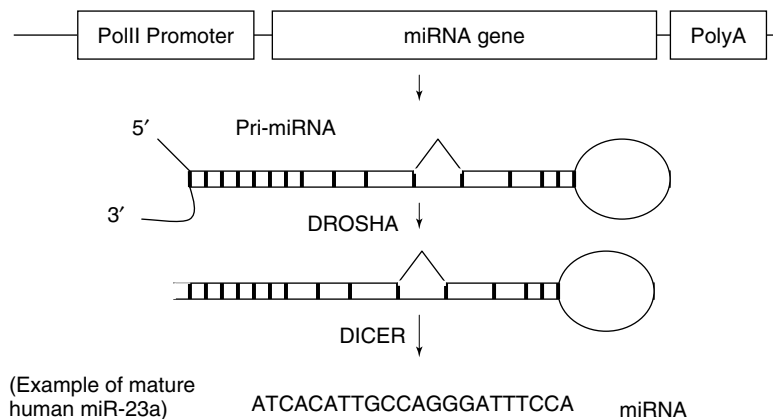 PolII Promoter
miRNA gene
PolyA
5′
Pri-miRNA
3′
DROSHA
DICER
(Example of mature
human miR-23a)
ATCACATTGCCAGGGATTTCCA
miRNA